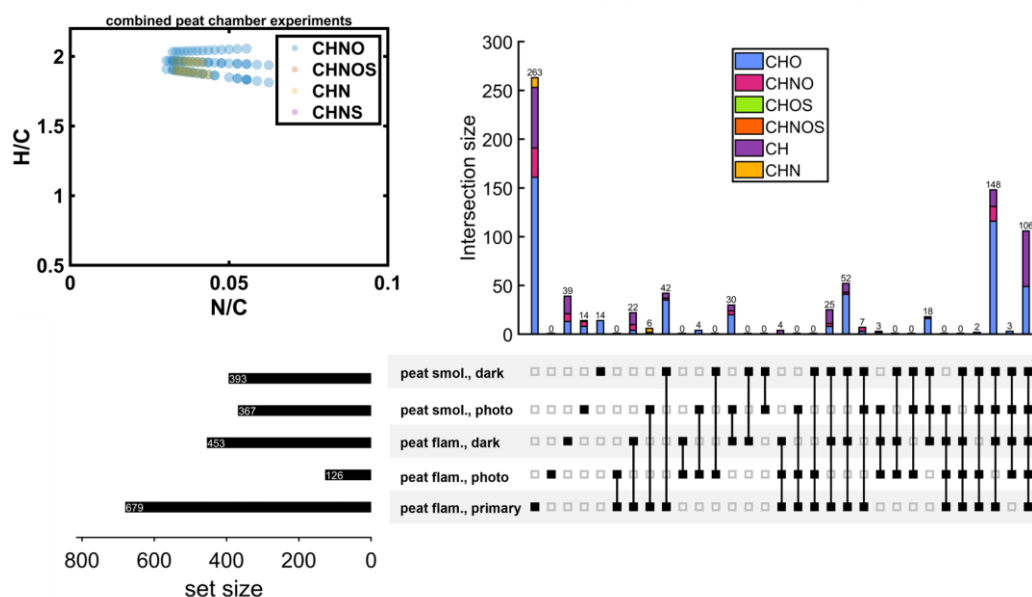 combined peat chamber experiments
2
1.5
1
0.5
H/C
0
0.05
0.1
N/C
CHNO
CHNOS
CHN
CHNS
300
250
200
150
100
50
0
Intersection size
CHO
CHNO
CHOS
CHNOS
CH
CHN
263
0
39
14
14
0
22
6
42
0
4
0
30
0
4
0
0
25
52
7
3
0
0
18
0
0
2
148
3
106
peat smol., dark
peat smol., photo
peat flam., dark
peat flam., photo
peat flam., primary
393
367
453
126
679
800 600 400 200 0
set size